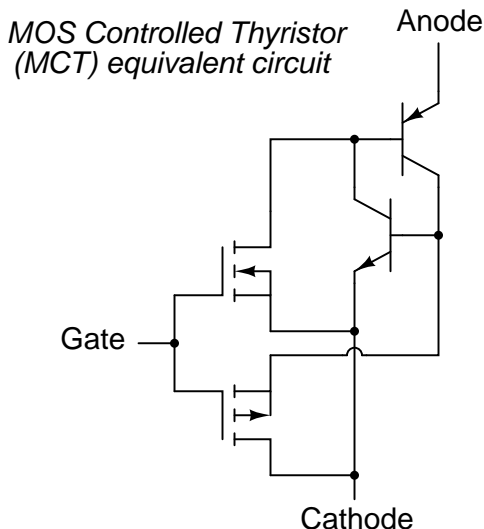 MOS Controlled Thyristor
(MCT) equivalent circuit
Anode
Gate
Cathode